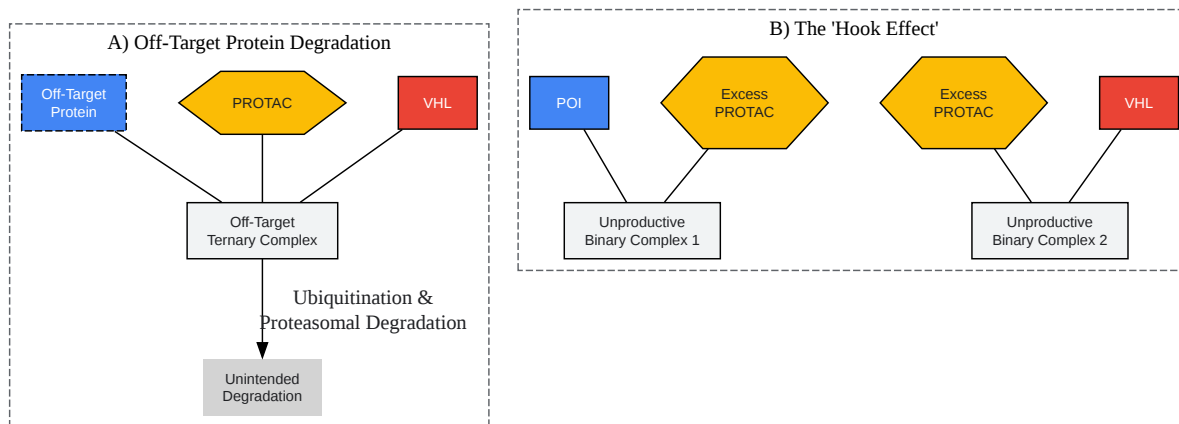 A) Off-Target Protein Degradation
Off-Target
Protein
PROTAC
VHL
Off-Target
Ternary Complex
Ubiquitination &
Proteasomal Degradation
Unintended
Degradation
B) The 'Hook Effect'
POI
Excess
PROTAC
Excess
PROTAC
VHL
Unproductive
Binary Complex 1
Unproductive
Binary Complex 2